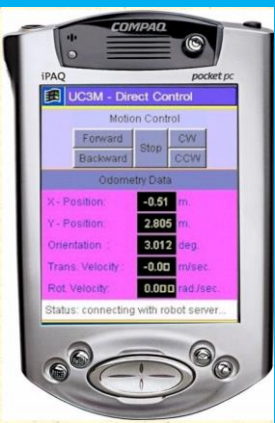 COMPAQ
iPAQ pocket pc
UC3M - Direct Control
Motion Control
Forward Stop CW
Backward CCW
Odometry Data
X - Position: -0.51 m.
Y - Position: 2.805 m.
Orientation : 3.012 deg.
Trans. Velocity : -0.00 m/sec.
Rot. Velocity: 0.000 rad./sec.
Status: connecting with robot server...